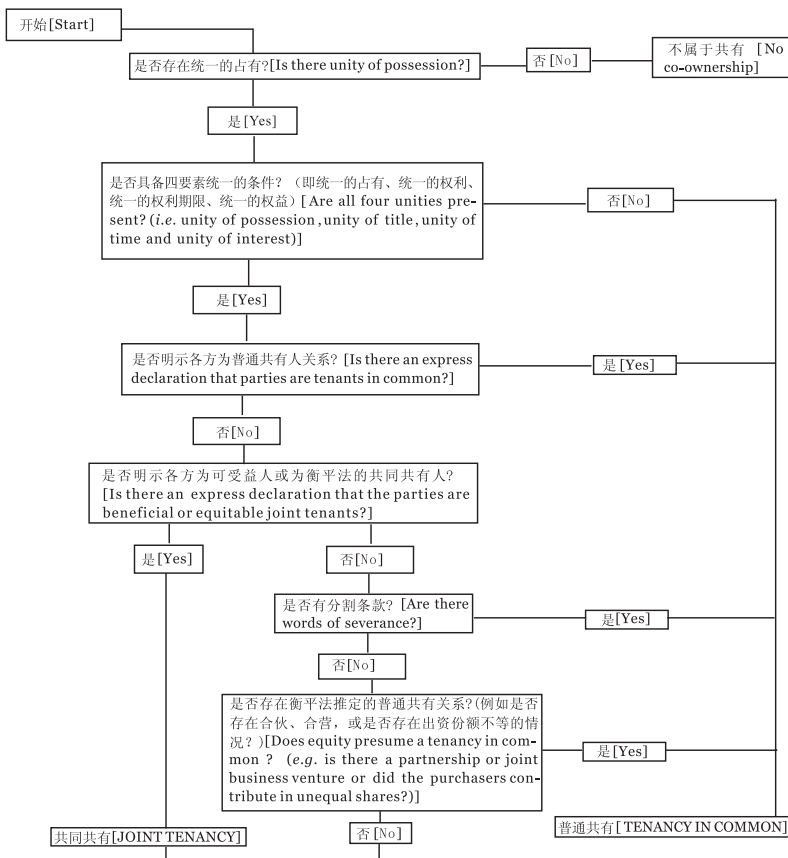 开始[Start]
是否存在统一的占有?[Is there unity of possession?]
否[No]
不属于共有 [No
co-ownership]
是[Yes]
是否具备四要素统一的条件？（即统一的占有、统一的权利、
统一的权利期限、统一的权益）[Are all four unities pre-
sent? (i.e. unity of possession,unity of title,unity of
time and unity of interest)]
否[No]
是[Yes]
是否明示各方为普通共有人关系? [Is there an express
declaration that parties are tenants in common?]
是[Yes]
否[No]
是否明示各方为可受益人或为衡平法的共同共有人?
[Is there an express declaration that the parties are
beneficial or equitable joint tenants?]
是[Yes]
否[No]
是否有分割条款? [Are there
words of severance?]
是[Yes]
否[No]
是否存在衡平法推定的普通共有关系?(例如是否
存在合伙、合营，或是否存在出资份额不等的情
况？)[Does equity presume a tenancy in com-
mon ? (e.g. is there a partnership or joint
business venture or did the purchasers con-
tribute in unequal shares?)]
是[Yes]
共同共有[JOINT TENANCY]
否[No]
普通共有[ TENANCY IN COMMON]